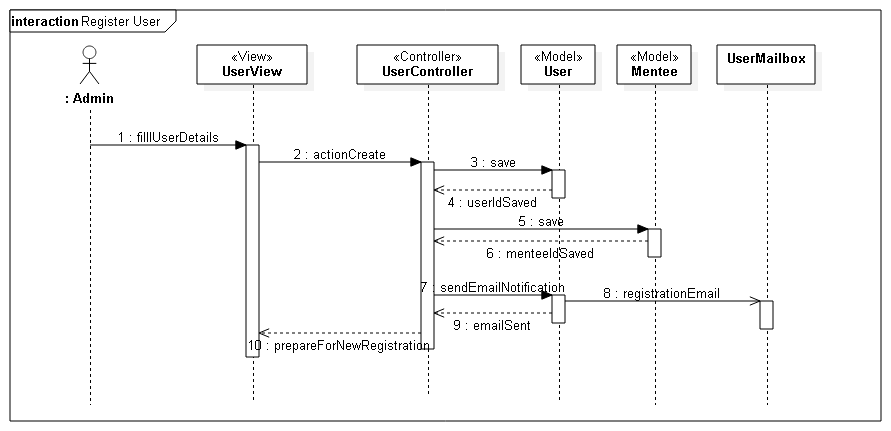 interaction Register User
«View»
UserView
«Controller»
UserController
«Model»
User
«Model»
Mentee
UserMailbox
: Admin
1 : filllUserDetails
2 : actionCreate
3 : save
4 : userIdSaved
5 : save
6 : menteeIdSaved
7 : sendEmailNotification
8 : registrationEmail
9 : emailSent
10 : prepareForNewRegistration